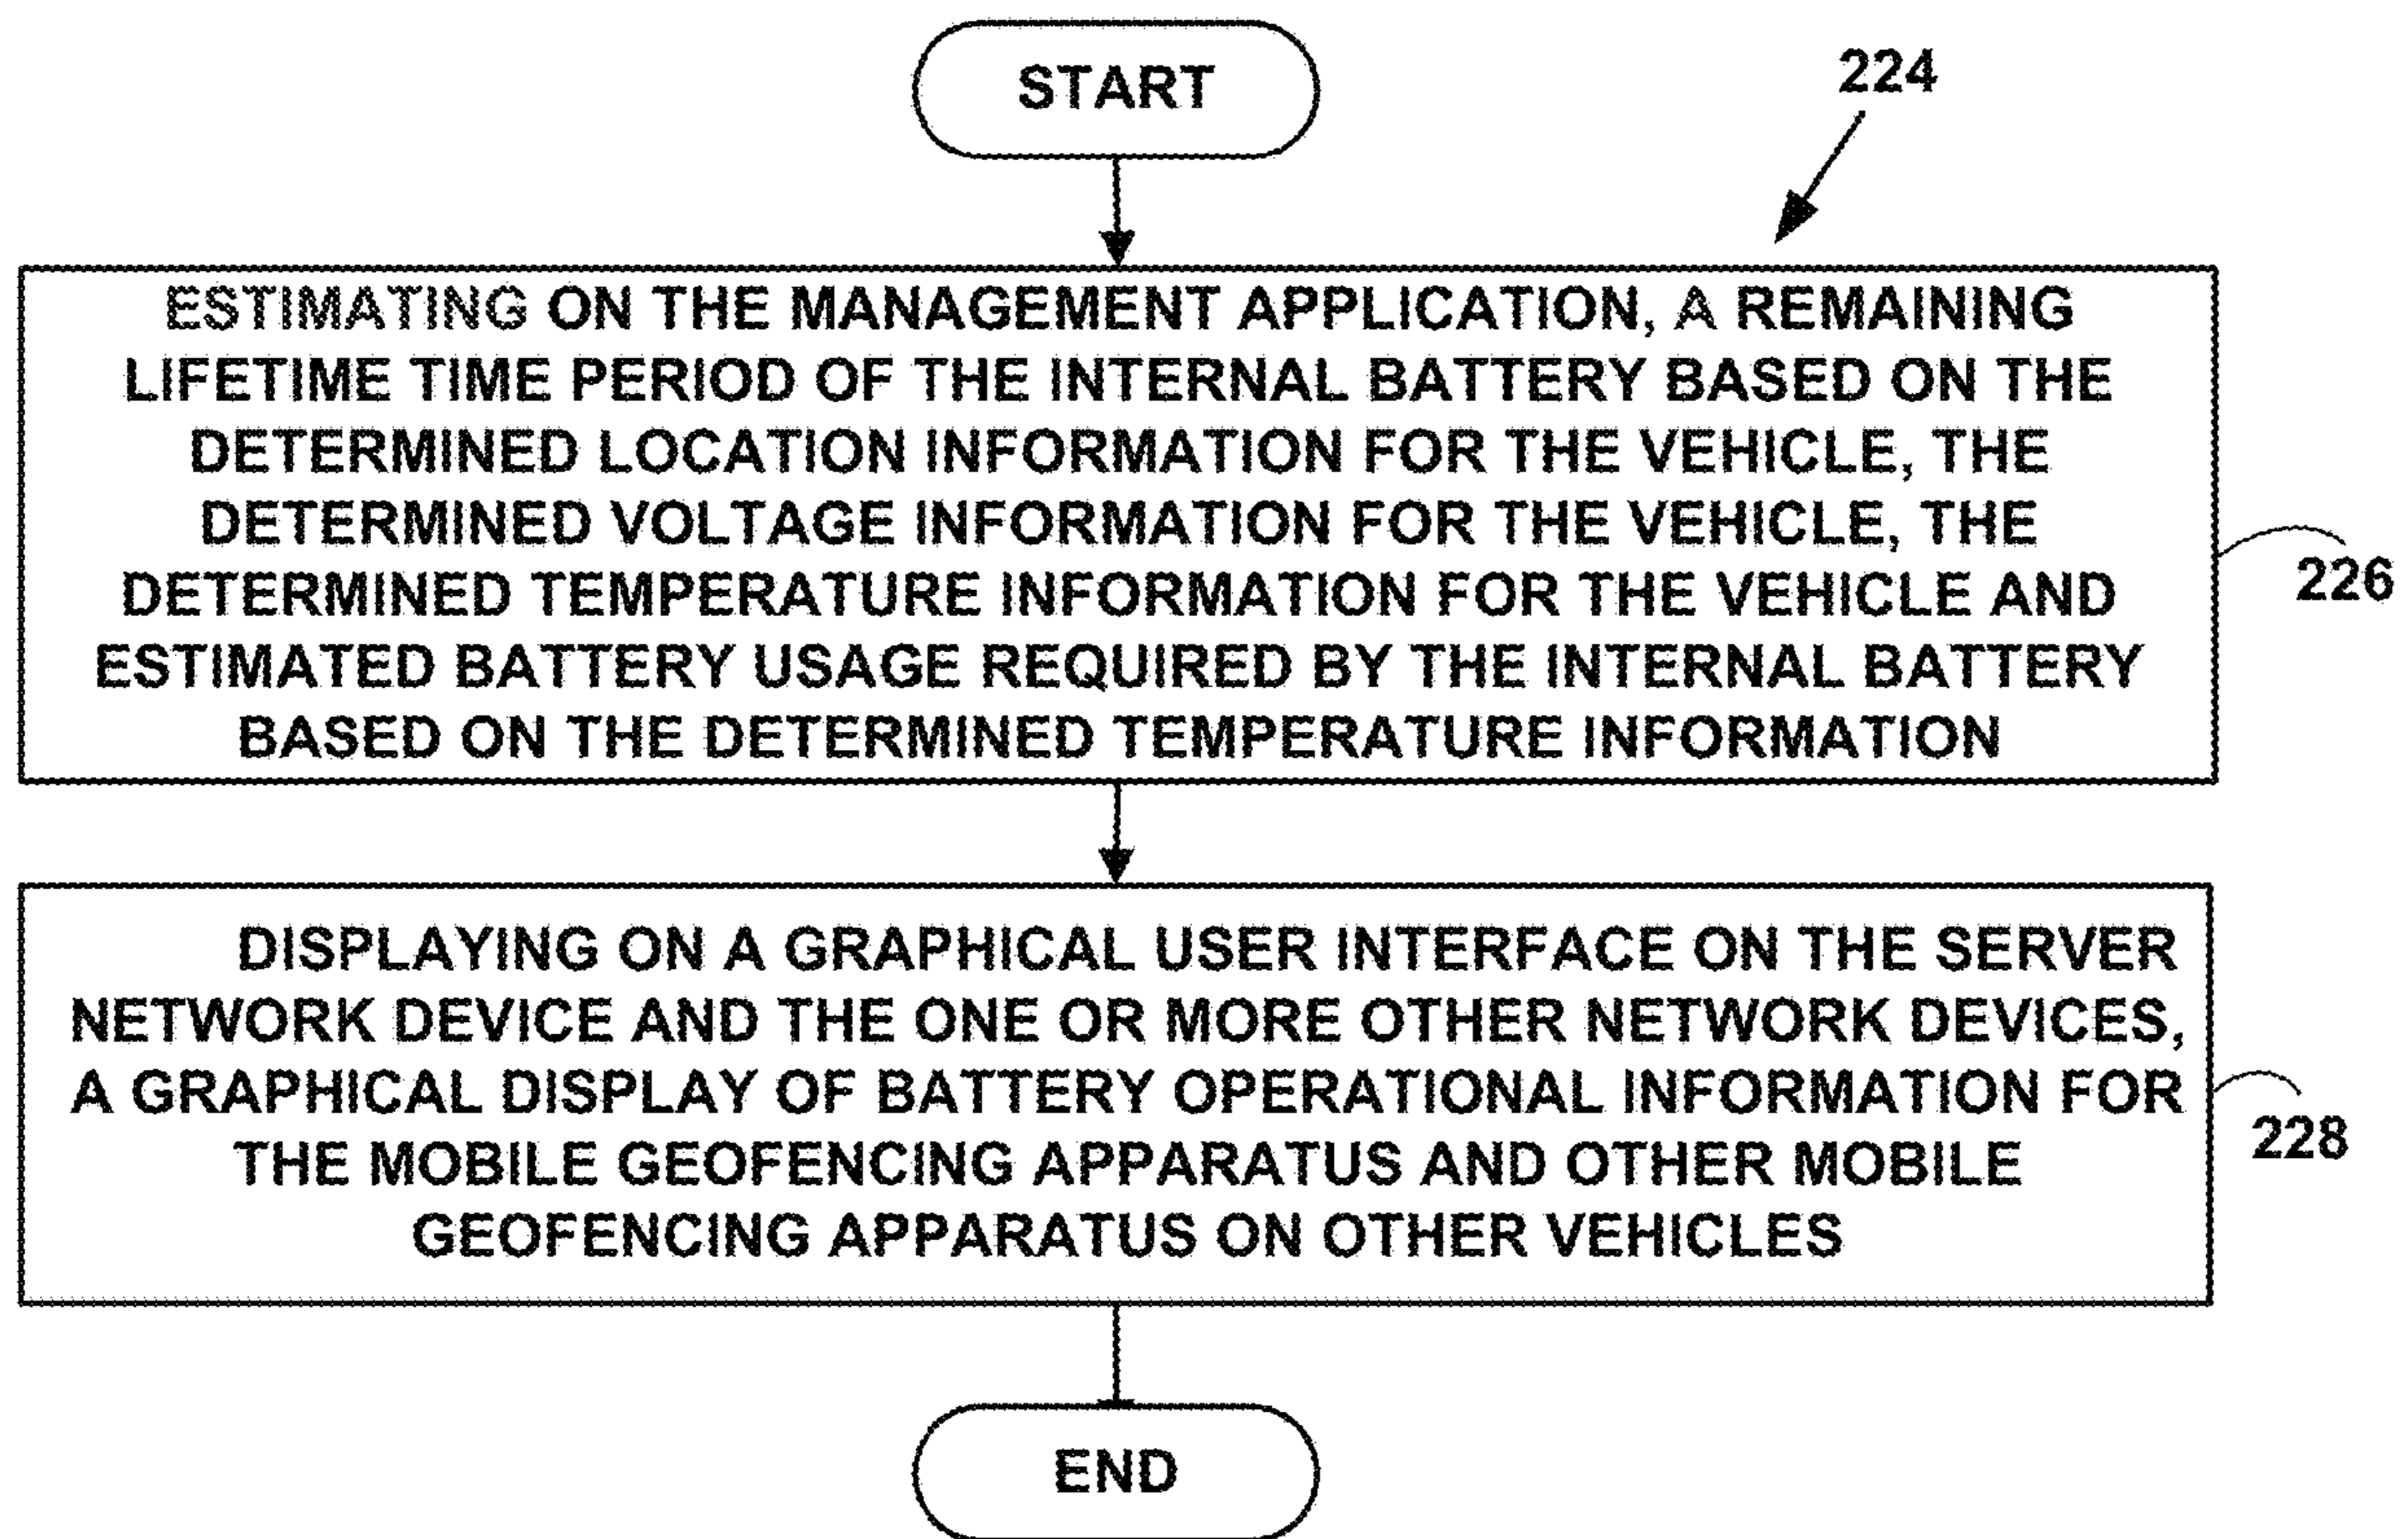 START
224
ESTIMATING ON THE MANAGEMENT APPLICATION, A REMAINING
LIFETIME TIME PERIOD OF THE INTERNAL BATTERY BASED ON THE
DETERMINED LOCATION INFORMATION FOR THE VEHICLE, THE
DETERMINED VOLTAGE INFORMATION FOR THE VEHICLE, THE
DETERMINED TEMPERATURE INFORMATION FOR THE VEHICLE AND
ESTIMATED BATTERY USAGE REQUIRED BY THE INTERNAL BATTERY
BASED ON THE DETERMINED TEMPERATURE INFORMATION
226
DISPLAYING ON A GRAPHICAL USER INTERFACE ON THE SERVER
NETWORK DEVICE AND THE ONE OR MORE OTHER NETWORK DEVICES,
A GRAPHICAL DISPLAY OF BATTERY OPERATIONAL INFORMATION FOR
THE MOBILE GEOFENCING APPARATUS AND OTHER MOBILE
GEOFENCING APPARATUS ON OTHER VEHICLES
228
END